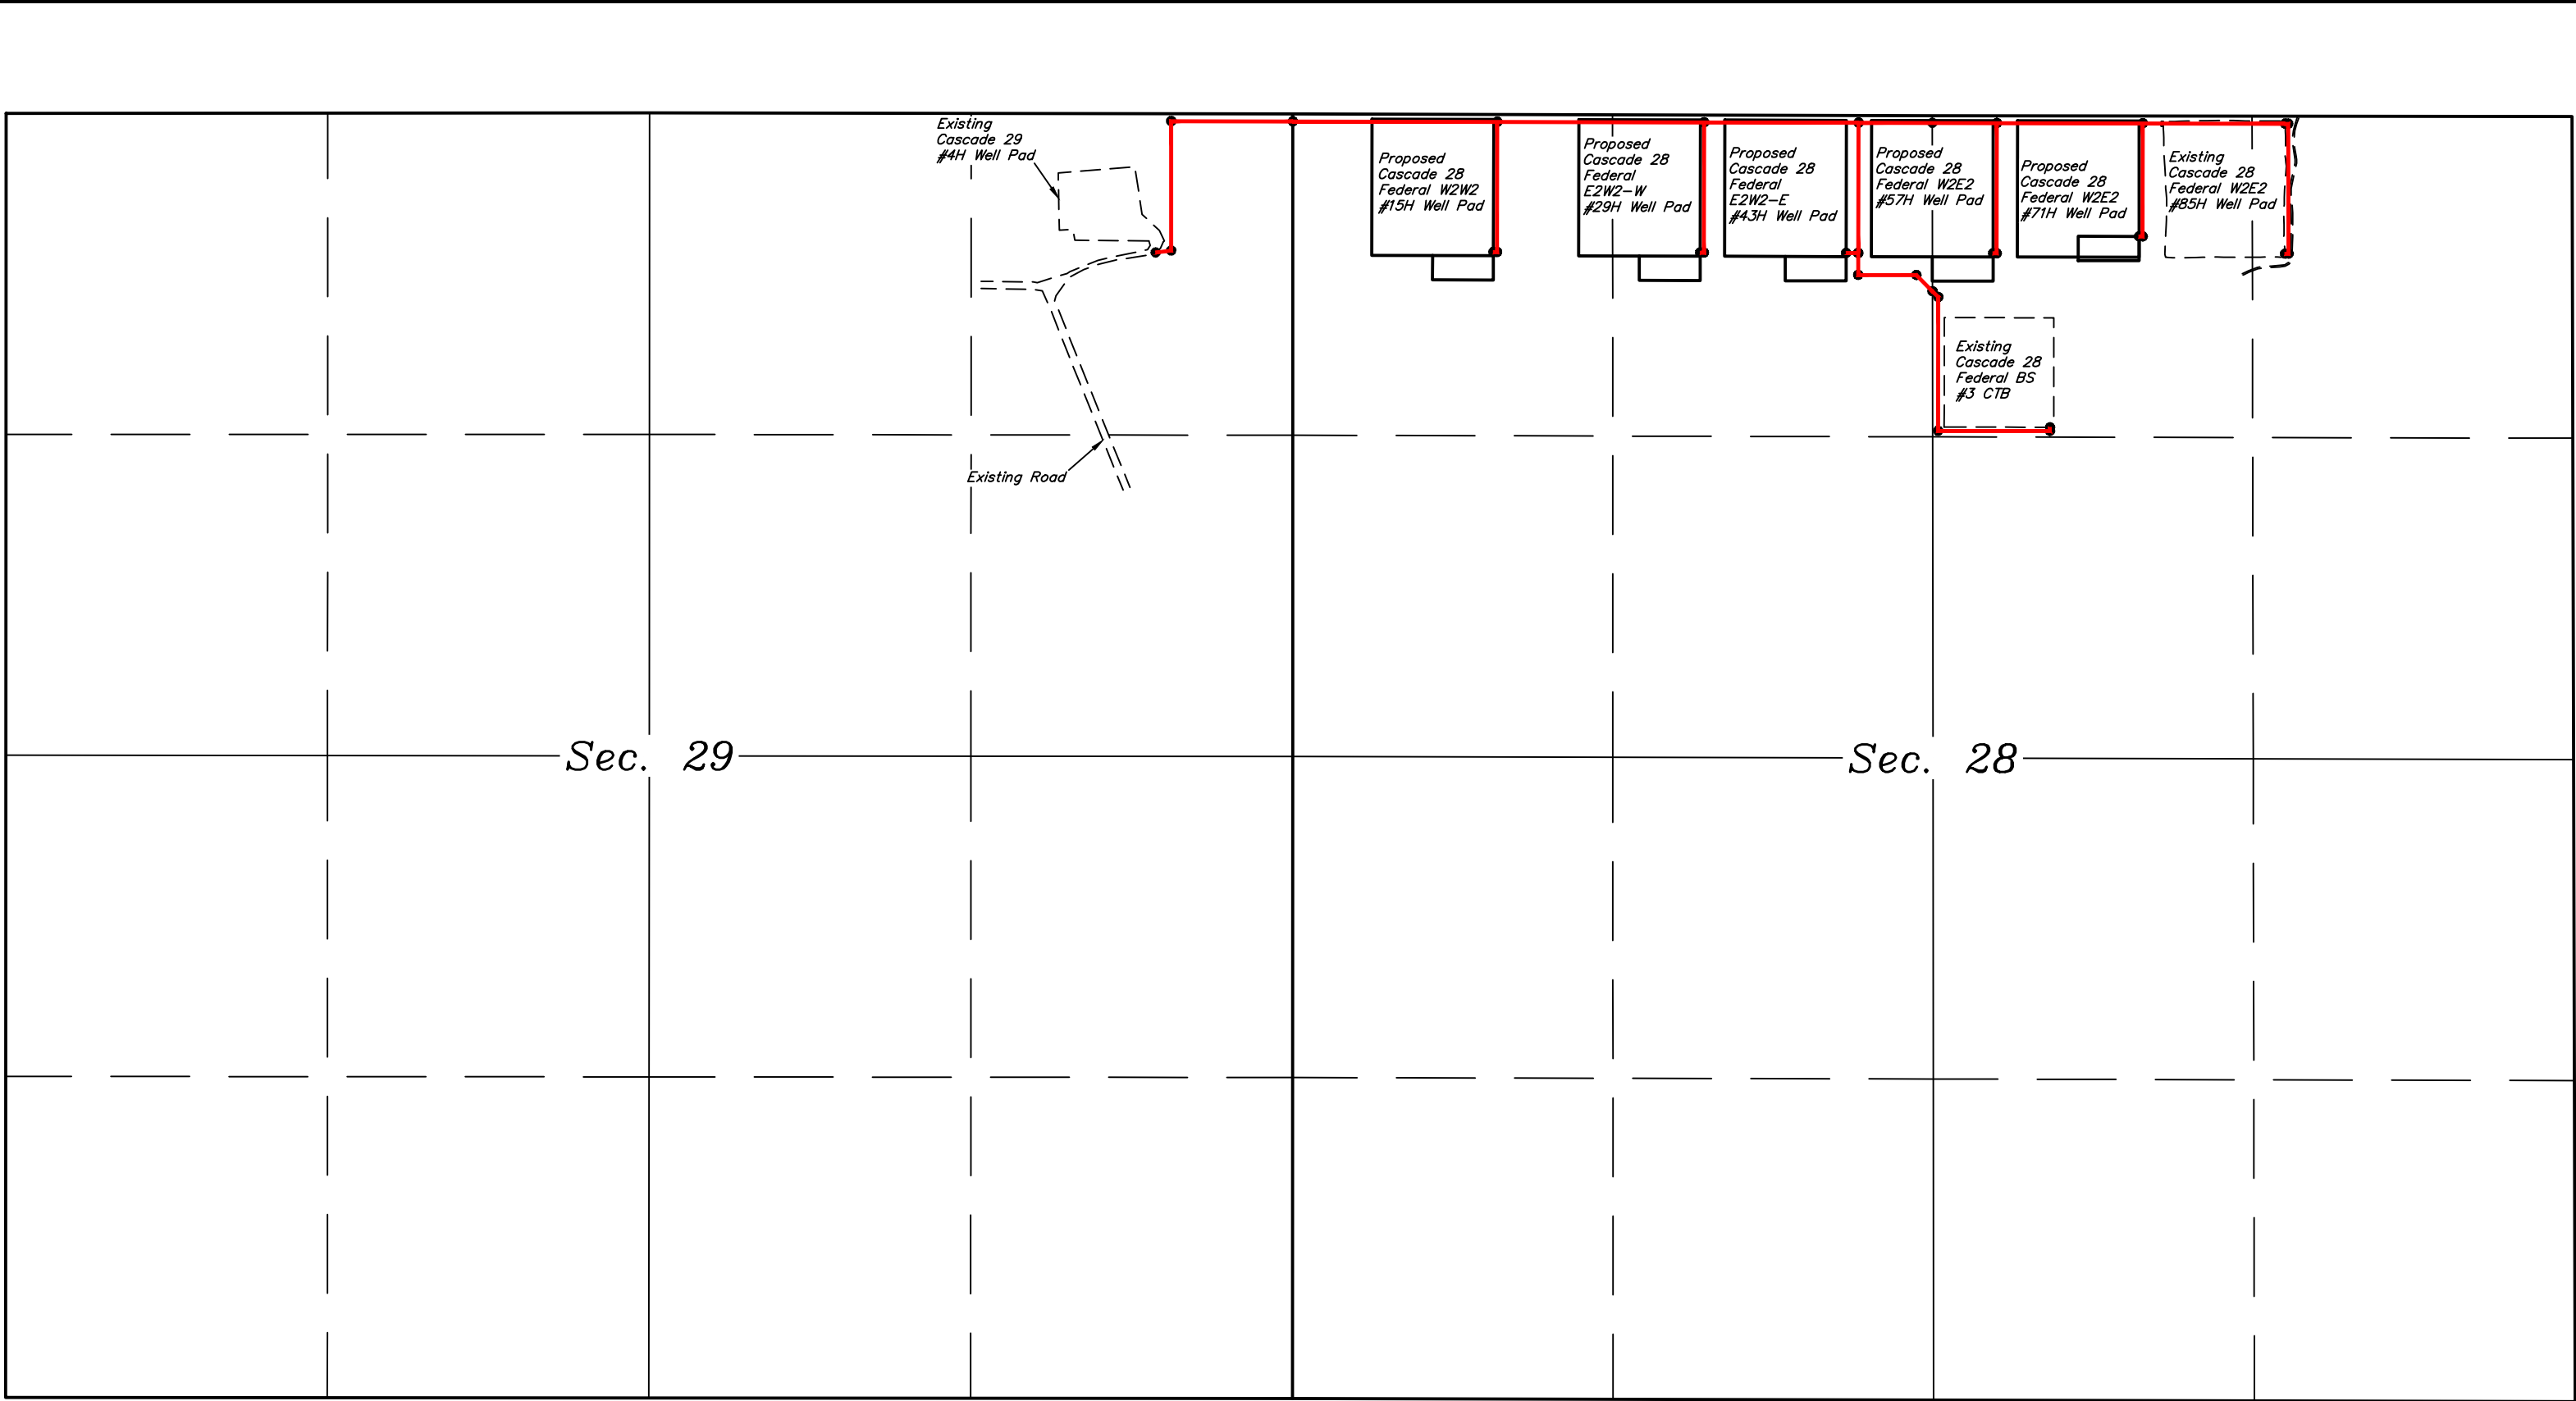 Existing
Cascade 29
#4H Well Pad
Proposed
Cascade 28
Federal W2W2
#15H Well Pad
Proposed
Cascade 28
Federal
E2W2-W
#29H Well Pad
Proposed
Cascade 28
Federal
E2W2-E
#43H Well Pad
Proposed
Cascade 28
Federal W2E2
#57H Well Pad
Proposed
Cascade 28
Federal W2E2
#71H Well Pad
Existing
Cascade 28
Federal W2E2
#85H Well Pad
Existing
Cascade 28
Federal BS
#3 CTB
Existing Road
Sec. 29
Sec. 28